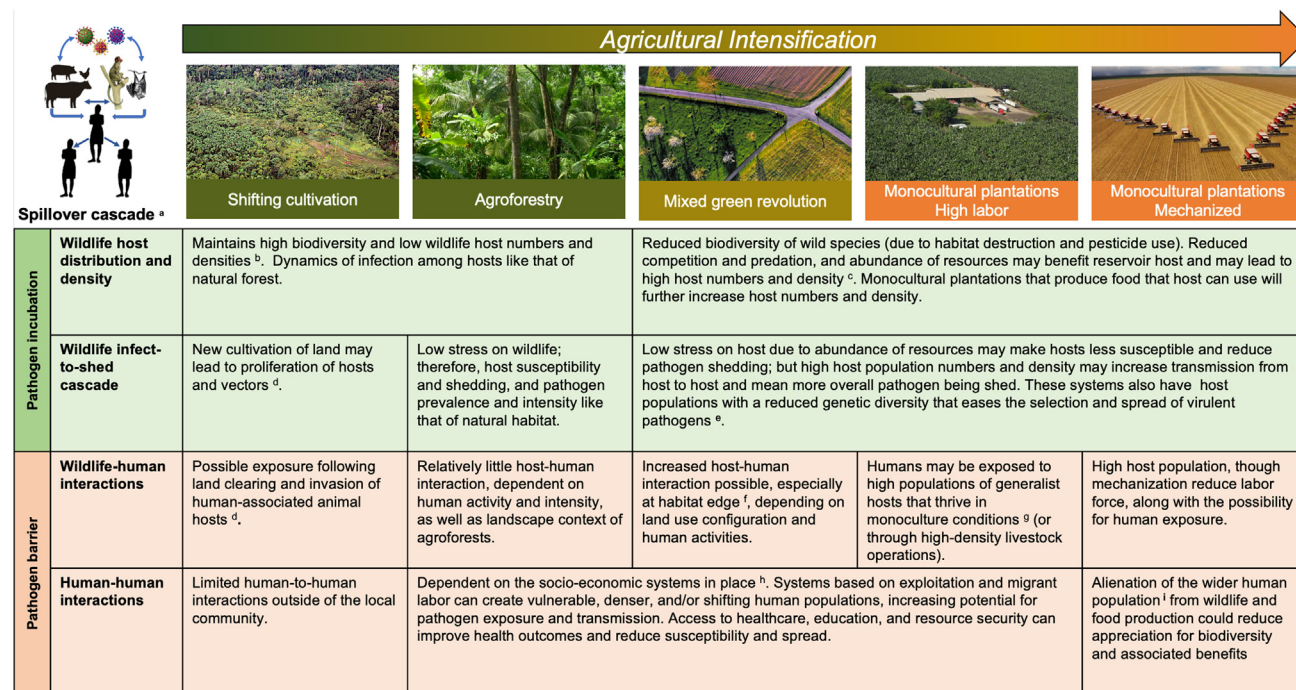 Agricultural Intensification
Spillover cascade ᵃ
Shifting cultivation
Agroforestry
Mixed green revolution
Monocultural plantations
High labor
Monocultural plantations
Mechanized
Pathogen incubation
Wildlife host
distribution and
density
Maintains high biodiversity and low wildlife host numbers and
densities ᵇ. Dynamics of infection among hosts like that of
natural forest.
Reduced biodiversity of wild species (due to habitat destruction and pesticide use). Reduced
competition and predation, and abundance of resources may benefit reservoir host and may lead to
high host numbers and density ᶜ. Monocultural plantations that produce food that host can use will
further increase host numbers and density.
Wildlife infect-
to-shed
cascade
New cultivation of land may
lead to proliferation of hosts
and vectors ᵈ.
Low stress on wildlife;
therefore, host susceptibility
and shedding, and pathogen
prevalence and intensity like
that of natural habitat.
Low stress on host due to abundance of resources may make hosts less susceptible and reduce
pathogen shedding; but high host population numbers and density may increase transmission from
host to host and mean more overall pathogen being shed. These systems also have host
populations with a reduced genetic diversity that eases the selection and spread of virulent
pathogens ᵉ.
Pathogen barrier
Wildlife-human
interactions
Possible exposure following
land clearing and invasion of
human-associated animal
hosts ᵈ.
Relatively little host-human
interaction, dependent on
human activity and intensity,
as well as landscape context of
agroforests.
Increased host-human
interaction possible, especially
at habitat edge ᶠ, depending on
land use configuration and
human activities.
Humans may be exposed to
high populations of generalist
hosts that thrive in
monoculture conditions ᵍ (or
through high-density livestock
operations).
High host population, though
mechanization reduce labor
force, along with the possibility
for human exposure.
Human-human
interactions
Limited human-to-human
interactions outside of the local
community.
Dependent on the socio-economic systems in place ʰ. Systems based on exploitation and migrant
labor can create vulnerable, denser, and/or shifting human populations, increasing potential for
pathogen exposure and transmission. Access to healthcare, education, and resource security can
improve health outcomes and reduce susceptibility and spread.
Alienation of the wider human
population ⁱ from wildlife and
food production could reduce
appreciation for biodiversity
and associated benefits